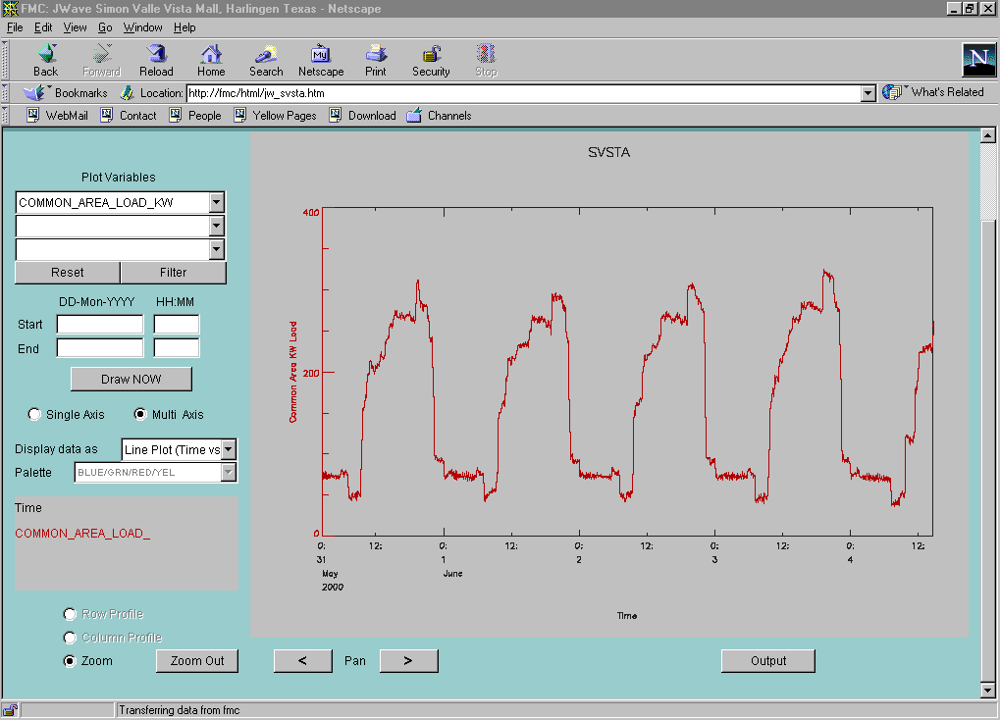 FMC: JWave Simon Valle Vista Mall, Harlingen Texas - Netscape
File Edit View Go Window Help
My
N
Back Forward Reload Home Search Netscape Print Security Stop
Bookmarks Location: http://fmc/html/jw_svsta.htm What's Related
WebMail Contact People Yellow Pages Download Channels
SVSTA
Plot Variables
COMMON_AREA_LOAD_KW
Reset Filter
DD-Mon-YYYY HH:MM
Start
End
Draw NOW
Single Axis Multi Axis
Display data as Line Plot (Time vs
Palette BLUE/GRN/RED/YEL
Time
COMMON_AREA_LOAD_
Row Profile
Column Profile
Zoom Zoom Out
400
200
0
Common Area KW Load
0: 12: 0: 12: 0: 12: 0: 12: 0: 12:
31 1 2 3 4
May June
2000
Time
< Pan >
Output
Transferring data from fmc